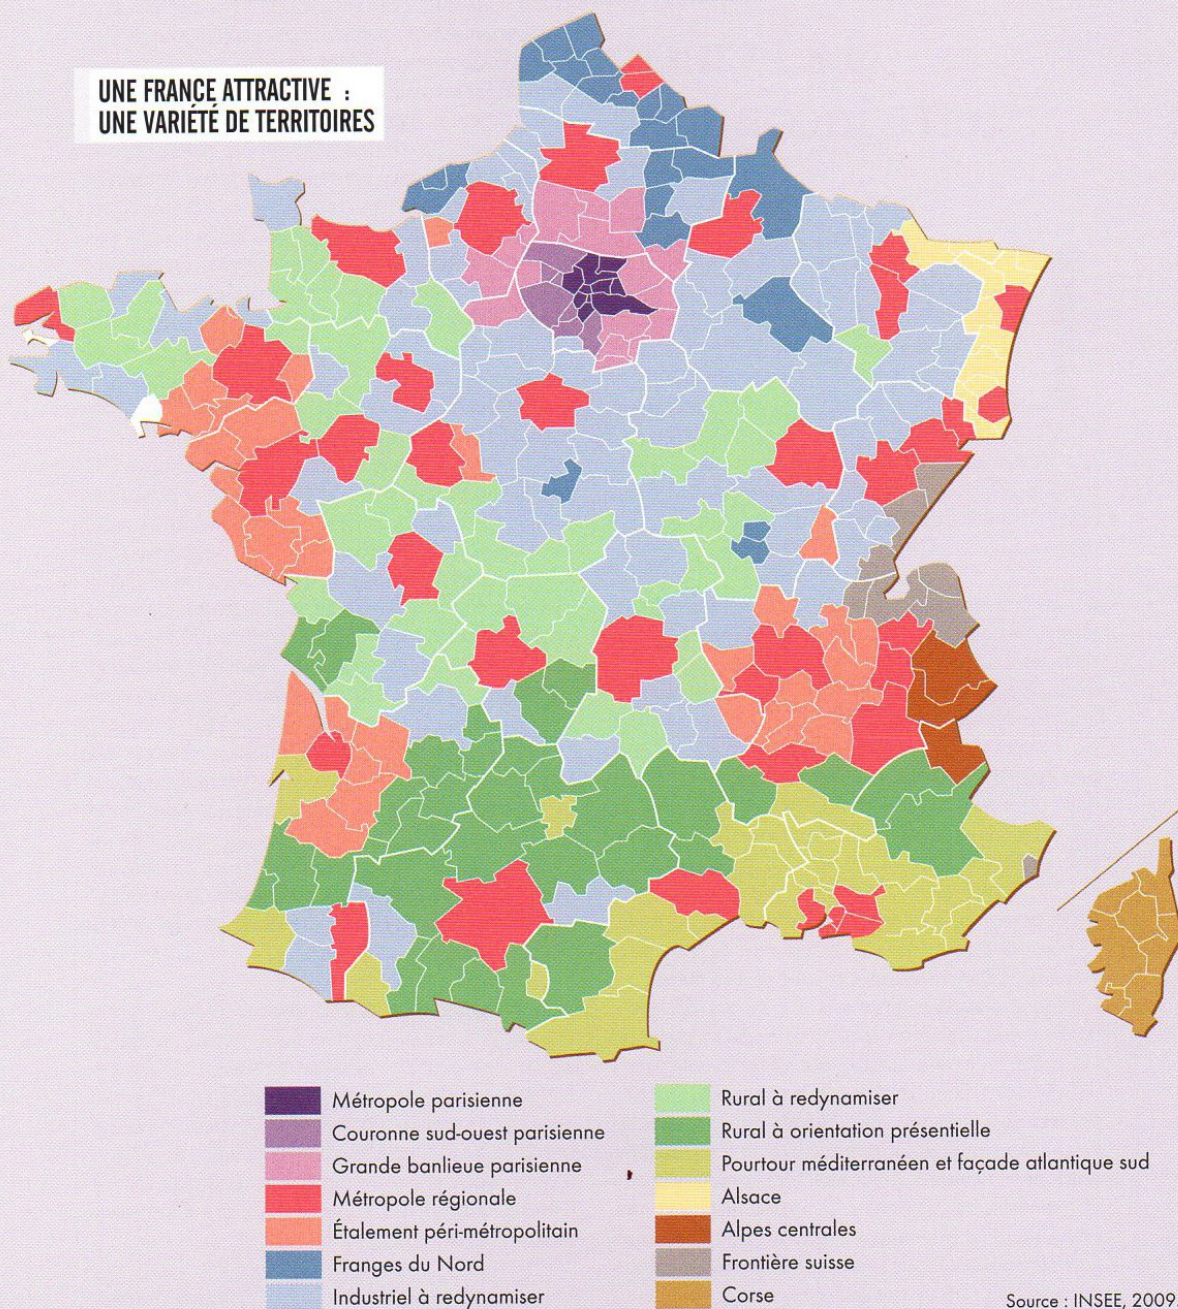 UNE FRANCE ATTRACTIVE :
UNE VARIÉTÉ DE TERRITOIRES
Métropole parisienne
Couronne sud-ouest parisienne
Grande banlieue parisienne
Métropole régionale
Étalement péri-métropolitain
Franges du Nord
Industriel à redynamiser
Rural à redynamiser
Rural à orientation présentielle
Pourtour méditerranéen et façade atlantique sud
Alsace
Alpes centrales
Frontière suisse
Corse
Source : INSEE, 2009